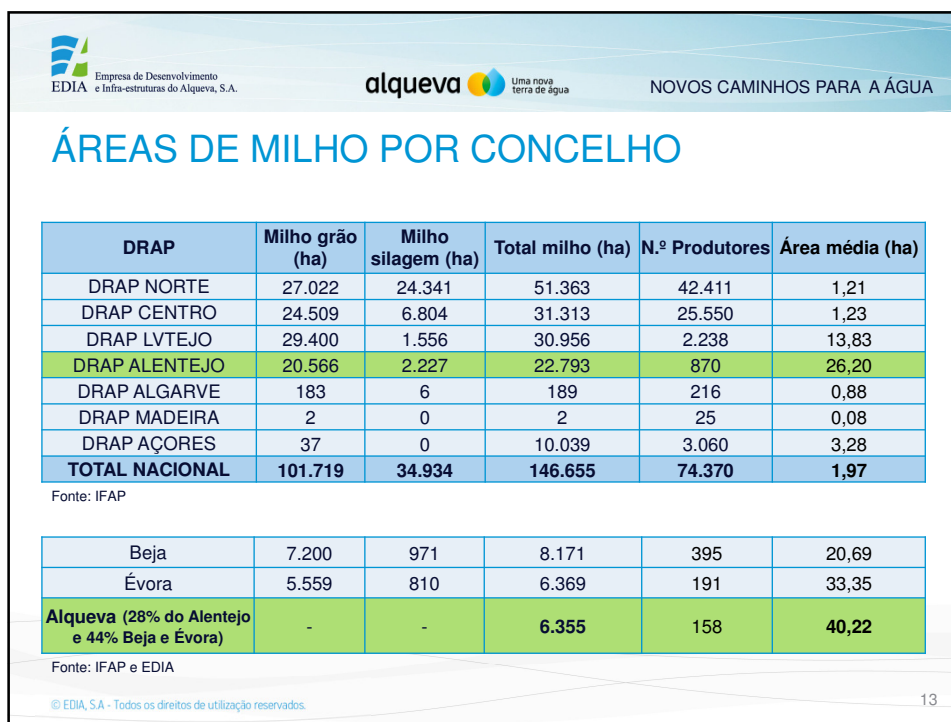 EDIA
Empresa de Desenvolvimento
e Infra-estruturas do Alqueva, S.A.
alqueva
Uma nova
terra de água
NOVOS CAMINHOS PARA A ÁGUA
ÁREAS DE MILHO POR CONCELHO
DRAP Milho grão (ha) Milho silagem (ha) Total milho (ha) N.º Produtores Área média (ha)
DRAP NORTE 27.022 24.341 51.363 42.411 1,21
DRAP CENTRO 24.509 6.804 31.313 25.550 1,23
DRAP LVTEJO 29.400 1.556 30.956 2.238 13,83
DRAP ALENTEJO 20.566 2.227 22.793 870 26,20
DRAP ALGARVE 183 6 189 216 0,88
DRAP MADEIRA 2 0 2 25 0,08
DRAP AÇORES 37 0 10.039 3.060 3,28
TOTAL NACIONAL 101.719 34.934 146.655 74.370 1,97
Fonte: IFAP
Beja 7.200 971 8.171 395 20,69
Évora 5.559 810 6.369 191 33,35
Alqueva (28% do Alentejo e 44% Beja e Évora) - - 6.355 158 40,22
Fonte: IFAP e EDIA
© EDIA, S.A - Todos os direitos de utilização reservados.
13